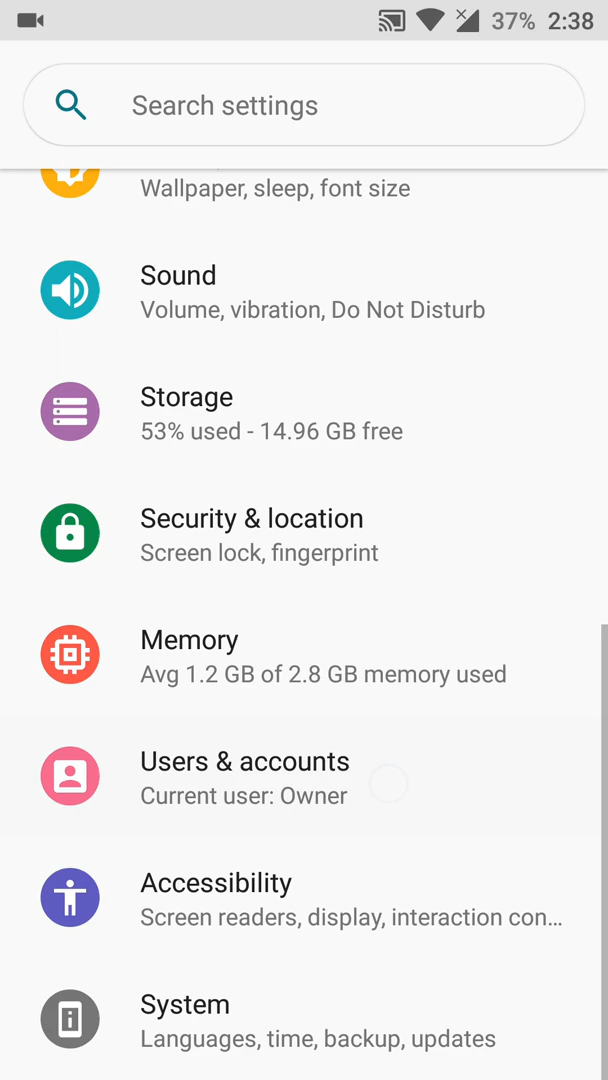 37% 2:38
Search settings
Wallpaper, sleep, font size
Sound
Volume, vibration, Do Not Disturb
Storage
53% used - 14.96 GB free
Security & location
Screen lock, fingerprint
Memory
Avg 1.2 GB of 2.8 GB memory used
Users & accounts
Current user: Owner
Accessibility
Screen readers, display, interaction con…
System
Languages, time, backup, updates